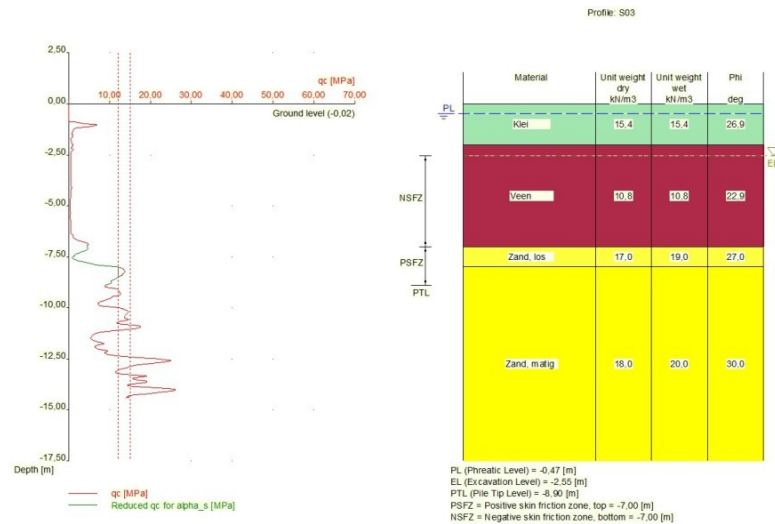 Profile: S03
2,50
qc [MPa]
0,00
10,00 20,00 30,00 40,00 50,00 60,00 70,00
Ground level (-0,02)
-2,50
-5,00
-7,50
-10,00
-12,50
-15,00
-17,50
Depth [m]
qc [MPa]
Reduced qc for alpha_s [MPa]
Material Unit weight dry kN/m3 Unit weight wet kN/m3 Phi deg
PL
Klei 15,4 15,4 26,9
EL
NSFZ
Veen 10,8 10,8 22,9
PSFZ
Zand, los 17,0 19,0 27,0
PTL
Zand, matig 18,0 20,0 30,0
PL (Phreatic Level) = -0,47 [m]
EL (Excavation Level) = -2,55 [m]
PTL (Pile Tip Level) = -8,90 [m]
PSFZ = Positive skin friction zone, top = -7,00 [m]
NSFZ = Negative skin friction zone, bottom = -7,00 [m]